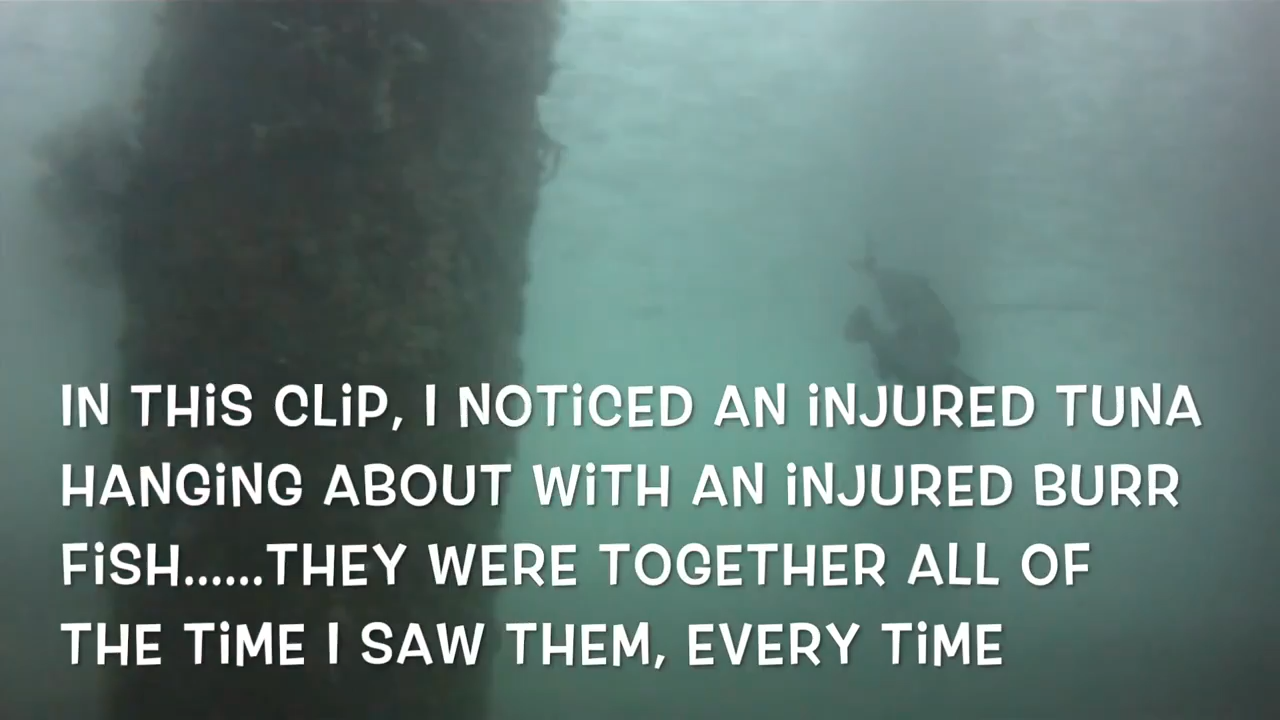 IN THiS CLiP, I NOTiCED AN iNJURED TUNA
HANGiNG ABOUT WiTH AN iNJURED BURR
FiSH......THEY WERE TOGETHER ALL OF
THE TiME I SAW THEM, EVERY TiME